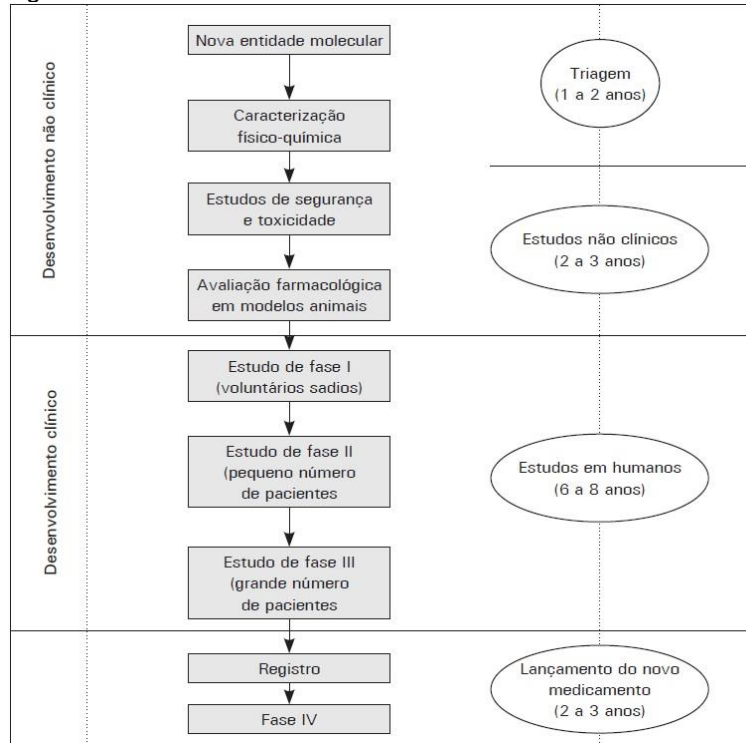 Desenvolvimento não clínico
Nova entidade molecular
Caracterização
físico-química
Estudos de segurança
e toxicidade
Avaliação farmacológica
em modelos animais
Triagem
(1 a 2 anos)
Estudos não clínicos
(2 a 3 anos)
Desenvolvimento clínico
Estudo de fase I
(voluntários sadios)
Estudo de fase II
(pequeno número
de pacientes
Estudo de fase III
(grande número
de pacientes
Estudos em humanos
(6 a 8 anos)
Registro
Fase IV
Lançamento do novo
medicamento
(2 a 3 anos)